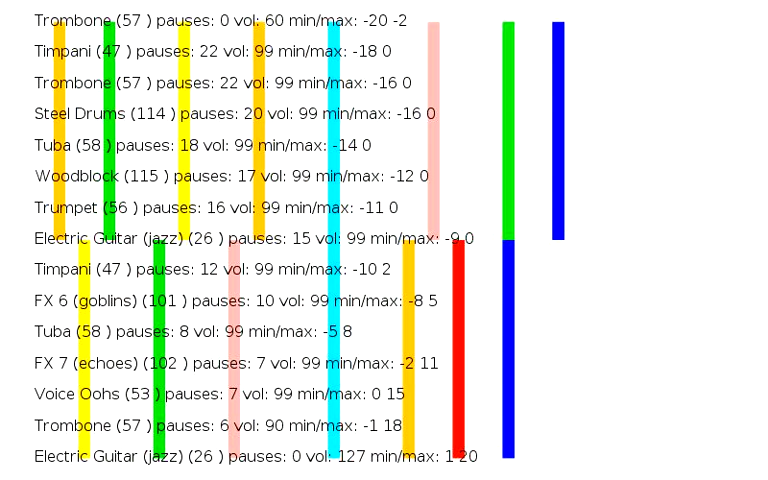 Trombone (57 ) pauses: 0 vol: 60 min/max: -20 -2
Timpani (47 ) pauses: 22 vol: 99 min/max: -18 0
Trombone (57 ) pauses: 22 vol: 99 min/max: -16 0
Steel Drums (114 ) pauses: 20 vol: 99 min/max: -16 0
Tuba (58 ) pauses: 18 vol: 99 min/max: -14 0
Woodblock (115 ) pauses: 17 vol: 99 min/max: -12 0
Trumpet (56 ) pauses: 16 vol: 99 min/max: -11 0
Electric Guitar (jazz) (26 ) pauses: 15 vol: 99 min/max: -9 0
Timpani (47 ) pauses: 12 vol: 99 min/max: -10 2
FX 6 (goblins) (101 ) pauses: 10 vol: 99 min/max: -8 5
Tuba (58 ) pauses: 8 vol: 99 min/max: -5 8
FX 7 (echoes) (102 ) pauses: 7 vol: 99 min/max: -2 11
Voice Oohs (53 ) pauses: 7 vol: 99 min/max: 0 15
Trombone (57 ) pauses: 6 vol: 90 min/max: -1 18
Electric Guitar (jazz) (26 ) pauses: 0 vol: 127 min/max: 1 20